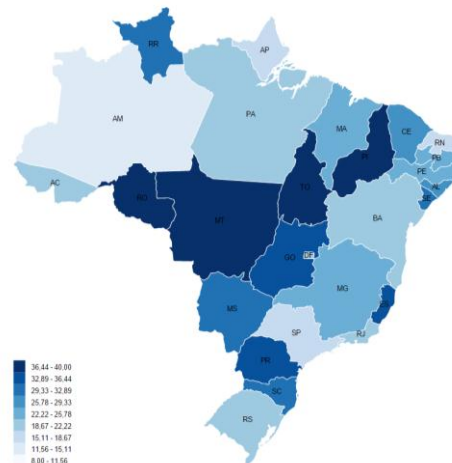 RR
AP
AM
PA
MA
CE
RN
PI
PB
PE
AC
AL
SE
RO
TO
MT
BA
GO
DF
MG
MS
ES
SP
RJ
PR
SC
RS
36,44 - 40,00
32,89 - 36,44
29,33 - 32,89
25,78 - 29,33
22,22 - 25,78
18,67 - 22,22
15,11 - 18,67
11,56 - 15,11
8,00 - 11,56